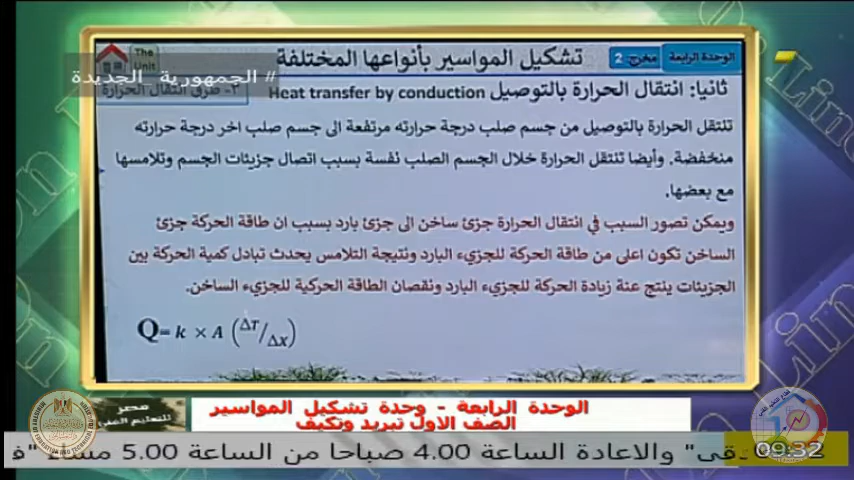 The
Unit
تشكيل المواسير بأنواعها المختلفة
مخرج 2
الوحدة الرابعة
# الجمهورية_الجديدة
٣- طرق انتقال الحرارة
ثانيا: انتقال الحرارة بالتوصيل Heat transfer by conduction
تنتقل الحرارة بالتوصيل من جسم صلب درجة حرارته مرتفعة الى جسم صلب اخر درجة حرارته
منخفضة. وأيضا تنتقل الحرارة خلال الجسم الصلب نفسة بسبب اتصال جزيئات الجسم وتلامسها
مع بعضها.
ويمكن تصور السبب في انتقال الحرارة جزئ ساخن الى جزئ بارد بسبب ان طاقة الحركة جزئ
الساخن تكون اعلى من طاقة الحركة للجزيء البارد ونتيجة التلامس يحدث تبادل كمية الحركة بين
الجزيئات ينتج عنة زيادة الحركة للجزيء البارد ونقصان الطاقة الحركية للجزيء الساخن.
Q= k × A (ΔT/ΔX)
مصر
للتعليم الفنى
الوحدة الرابعة - وحدة تشكيل المواسير
الصف الاول تبريد وتكيف
دقى" والاعادة الساعة 4.00 صباحا من الساعة 5.00
09:32